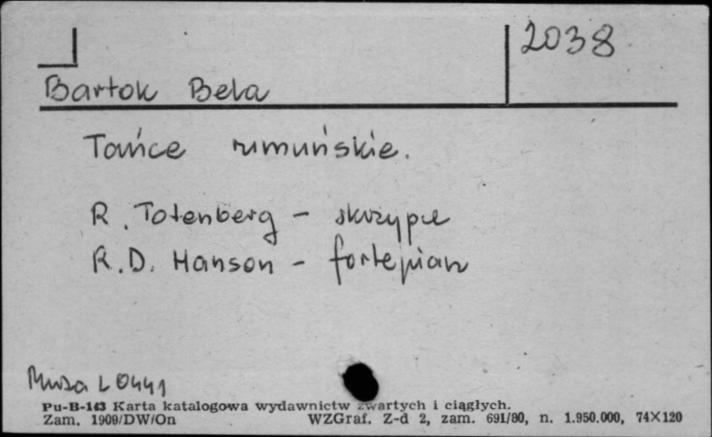 2038
Bartok Bela
Tańce rumuńskie.
R. Totenberg - skrzypce
R.D. Hanson - fortepian
Muza L 0441
Pu-B-143 Karta katalogowa wydawnictw zwartych i ciągłych.
Zam. 1909/DW/On WZGraf. Z-d 2, zam. 691/80, n. 1.950.000, 74X120